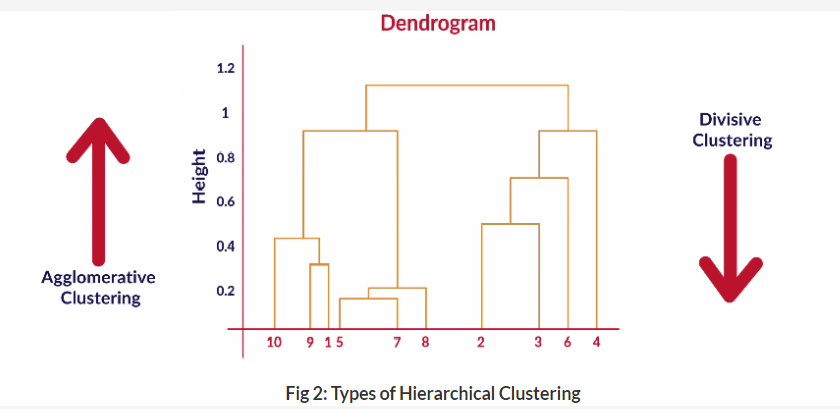 Dendrogram
1.2
1
0.8
0.6
0.4
0.2
Height
10 9 1 5 7 8 2 3 6 4
Agglomerative
Clustering
Divisive
Clustering
Fig 2: Types of Hierarchical Clustering